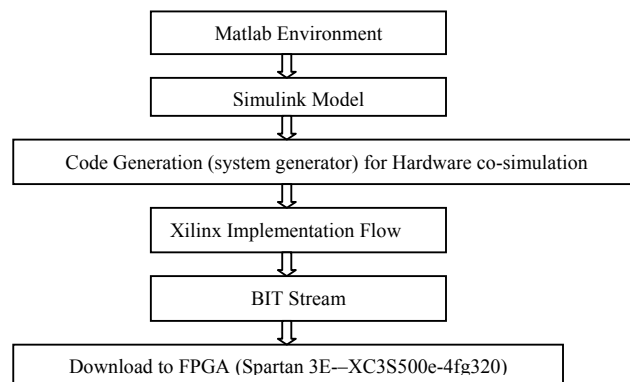 Matlab Environment
Simulink Model
Code Generation (system generator) for Hardware co-simulation
Xilinx Implementation Flow
BIT Stream
Download to FPGA (Spartan 3E-–XC3S500e-4fg320)